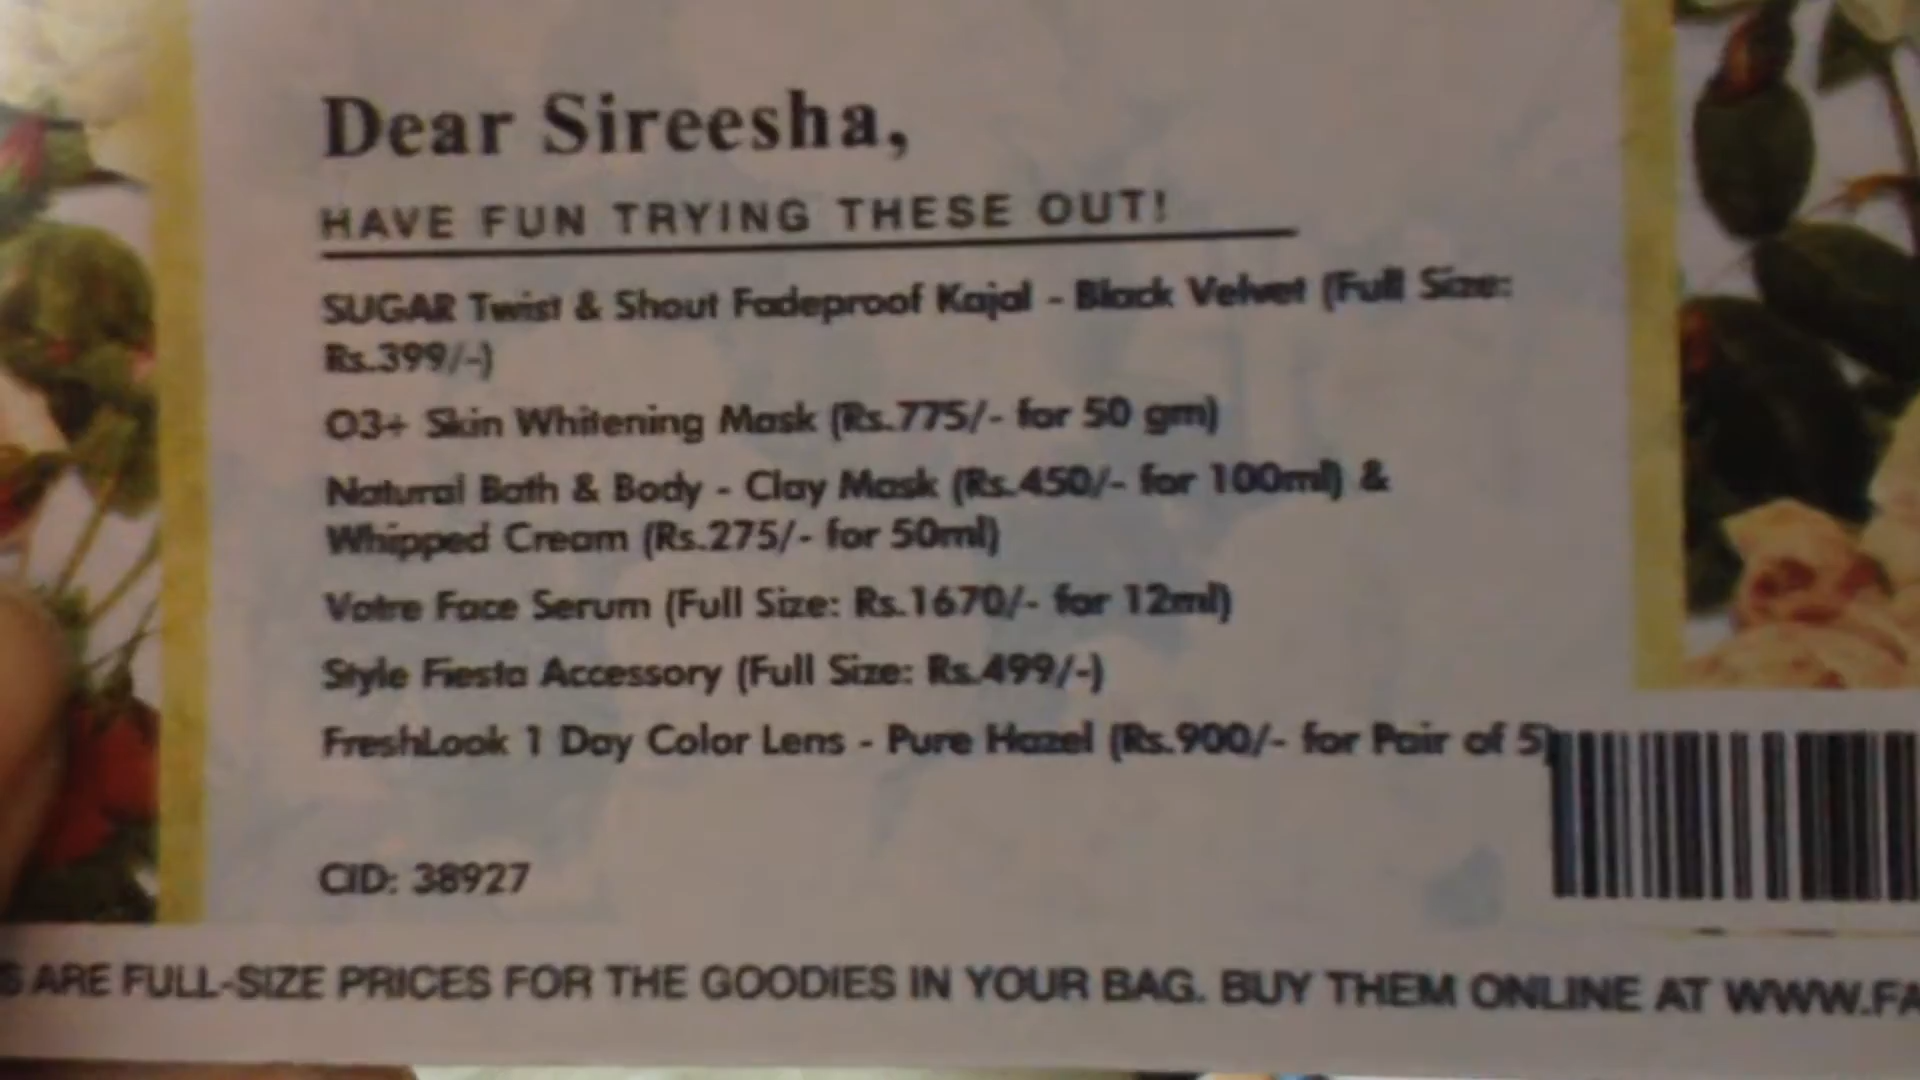 Dear Sireesha,
HAVE FUN TRYING THESE OUT!
SUGAR Twist & Shout Fadeproof Kajal - Black Velvet (Full Size:
Rs.399/-)
O3+ Skin Whitening Mask (Rs.775/- for 50 gm)
Natural Bath & Body - Clay Mask (Rs.450/- for 100ml) &
Whipped Cream (Rs.275/- for 50ml)
Votre Face Serum (Full Size: Rs.1670/- for 12ml)
Style Fiesta Accessory (Full Size: Rs.499/-)
FreshLook 1 Day Color Lens - Pure Hazel (Rs.900/- for Pair of 5)
CID: 38927
S ARE FULL-SIZE PRICES FOR THE GOODIES IN YOUR BAG. BUY THEM ONLINE AT WWW.FA